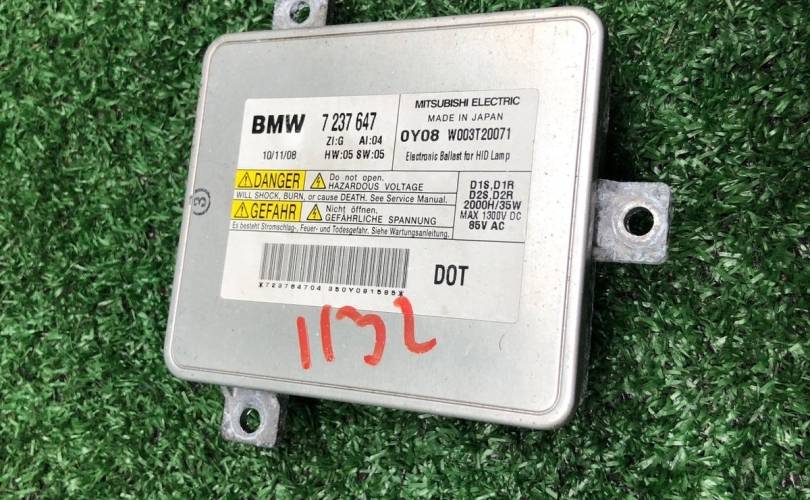 BMW 7 237 647
ZI:G AI:04
10/11/08 HW:05 SW:05
MITSUBISHI ELECTRIC
MADE IN JAPAN
0Y08 W003T20071
Electronic Ballast for HID Lamp
DANGER Do not open.
HAZARDOUS VOLTAGE
WILL SHOCK, BURN, or cause DEATH. See Service Manual.
GEFAHR Nicht öffnen.
GEFÄHRLICHE SPANNUNG
Es besteht Stromschlag-, Feuer- und Todesgefahr. Siehe Wartungsanleitung.
D1S,D1R
D2S,D2R
2000H/35W
MAX 1300V DC
85V AC
*723764704 350Y081585*
DOT
1132
3